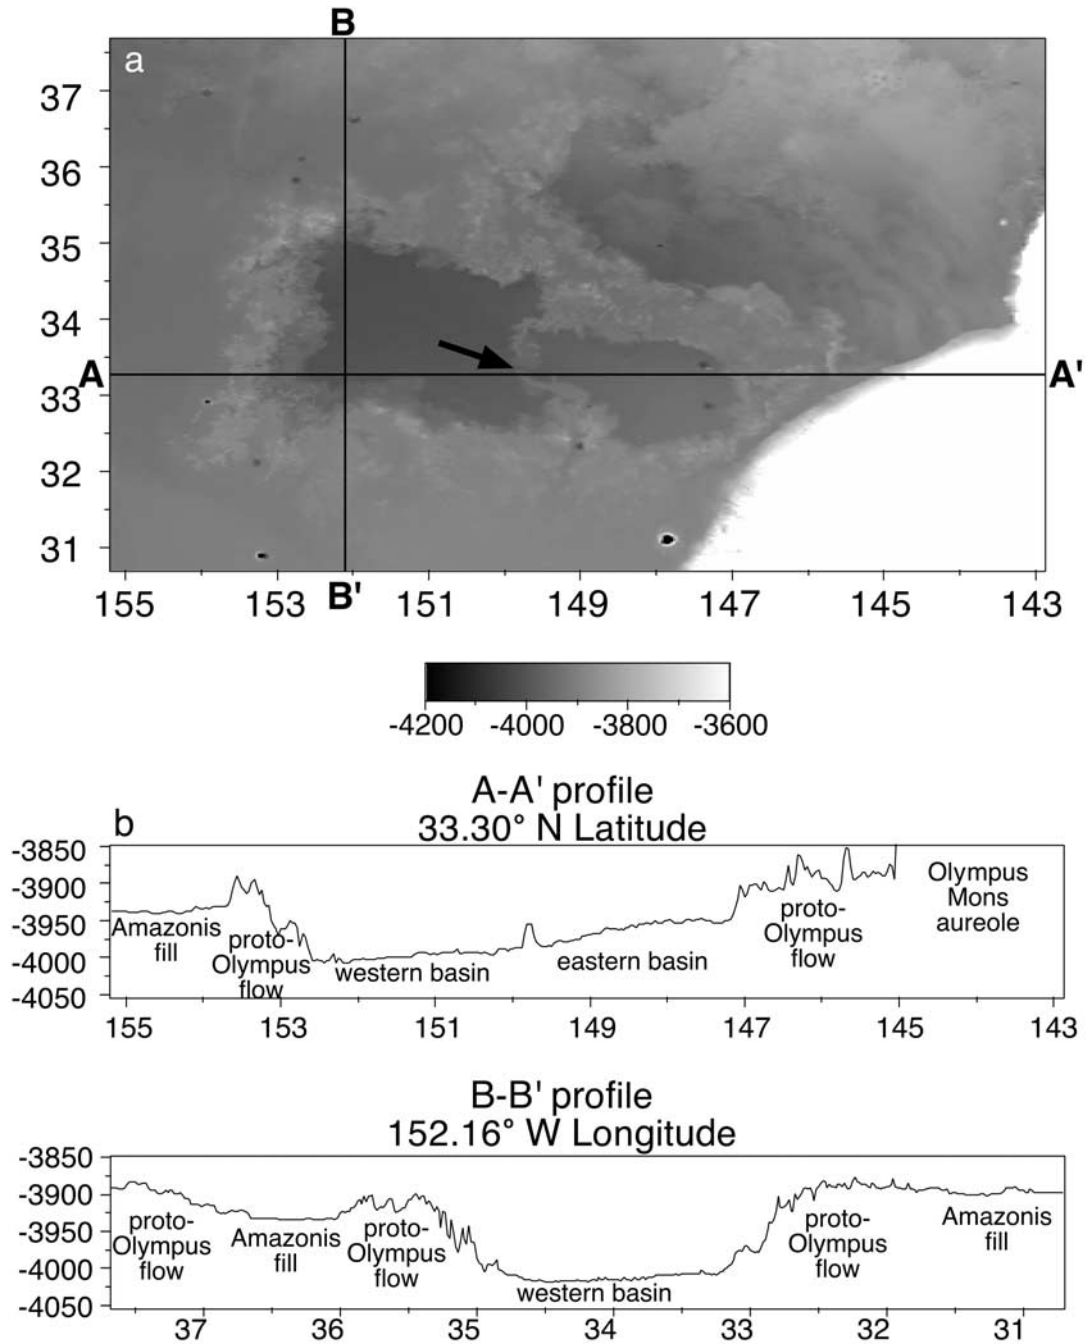 B
a
37
36
35
34
A A'
33
32
31
155 153 B' 151 149 147 145 143
-4200 -4000 -3800 -3600
A-A' profile
b 33.30° N Latitude
-3850
-3900
-3950
-4000
-4050
Amazonis
fill
proto-
Olympus
flow
western basin
eastern basin
proto-
Olympus
flow
Olympus
Mons
aureole
155 153 151 149 147 145 143
B-B' profile
152.16° W Longitude
-3850
-3900
-3950
-4000
-4050
proto-
Olympus
flow
Amazonis
fill
proto-
Olympus
flow
western basin
proto-
Olympus
flow
Amazonis
fill
37 36 35 34 33 32 31